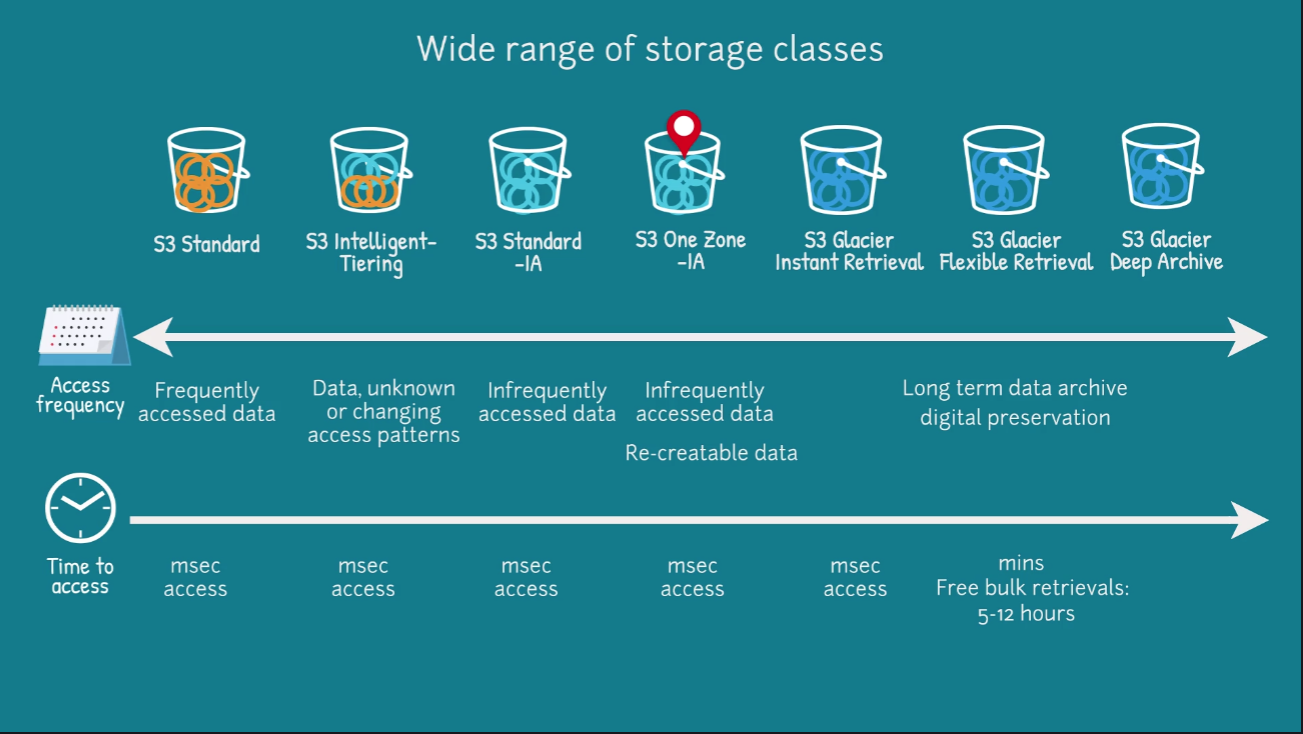 Wide range of storage classes
S3 Standard
S3 Intelligent-
Tiering
S3 Standard
-IA
S3 One Zone
-IA
S3 Glacier
Instant Retrieval
S3 Glacier
Flexible Retrieval
S3 Glacier
Deep Archive
Access
frequency
Frequently
accessed data
Data, unknown
or changing
access patterns
Infrequently
accessed data
Infrequently
accessed data
Re-creatable data
Long term data archive
digital preservation
Time to
access
msec
access
msec
access
msec
access
msec
access
msec
access
mins
Free bulk retrievals:
5-12 hours